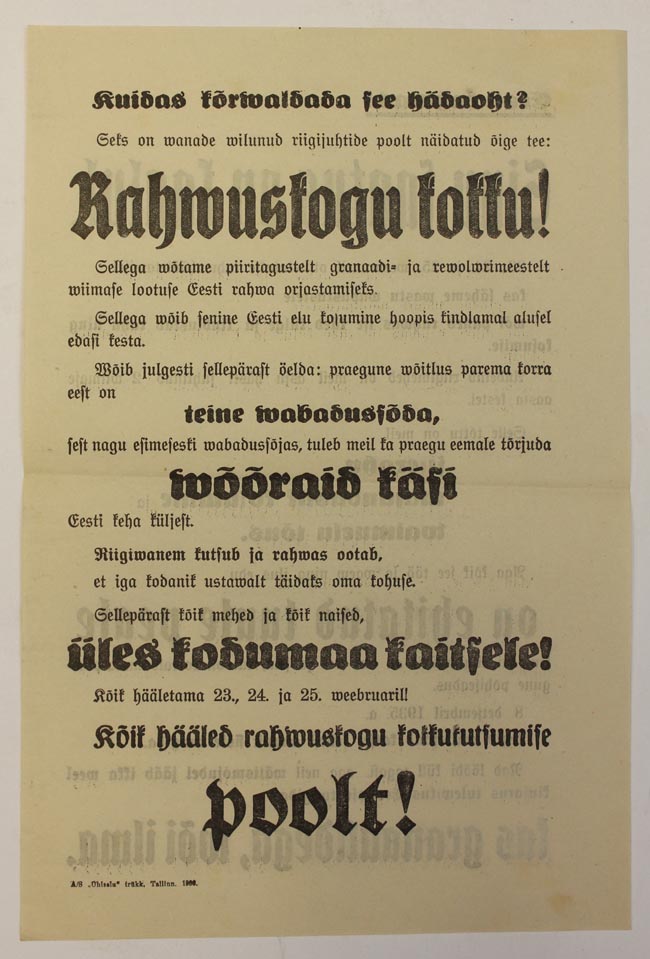 Kuidas kõrwaldada see hädaoht?
Seks on wanade wilunud riigijuhtide poolt näidatud õige tee:
Rahwuskogu kokku!
Sellega wõtame piiritagustelt granaadi- ja rewolwrimeestelt
wiimase lootuse Eesti rahwa orjastamiseks.
Sellega wõib senine Eesti elu kojumine hoopis kindlamal alusel
edasi kesta.
Wõib julgesti sellepärast öelda: praegune wõitlus parema korra
eest on
teine wabadussõda,
sest nagu esimeseski wabadussõjas, tuleb meil ka praegu eemale tõrjuda
wõõraid käsi
Eesti keha küljest.
Riigiwanem kutsub ja rahwas ootab,
et iga kodanik ustawalt täidaks oma kohuse.
Sellepärast kõik mehed ja kõik naised,
üles kodumaa kaitsele!
Kõik hääletama 23., 24. ja 25. weebruaril!
Kõik hääled rahwuskogu kokkukutsumise
poolt!
A/S „Ühiselu" trükk, Tallinn. 1936.